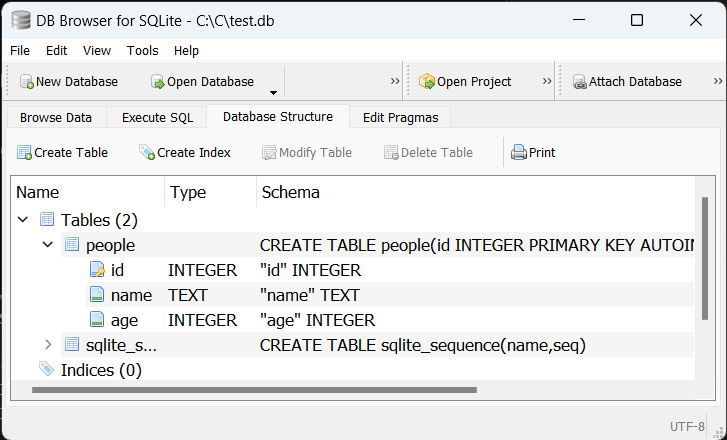 DB Browser for SQLite - C:\C\test.db
File Edit View Tools Help
New Database Open Database » Open Project » Attach Database »
Browse Data Execute SQL Database Structure Edit Pragmas
Create Table Create Index Modify Table Delete Table Print
Name Type Schema
Tables (2)
people CREATE TABLE people(id INTEGER PRIMARY KEY AUTOIN
id INTEGER "id" INTEGER
name TEXT "name" TEXT
age INTEGER "age" INTEGER
sqlite_s... CREATE TABLE sqlite_sequence(name,seq)
Indices (0)
UTF-8